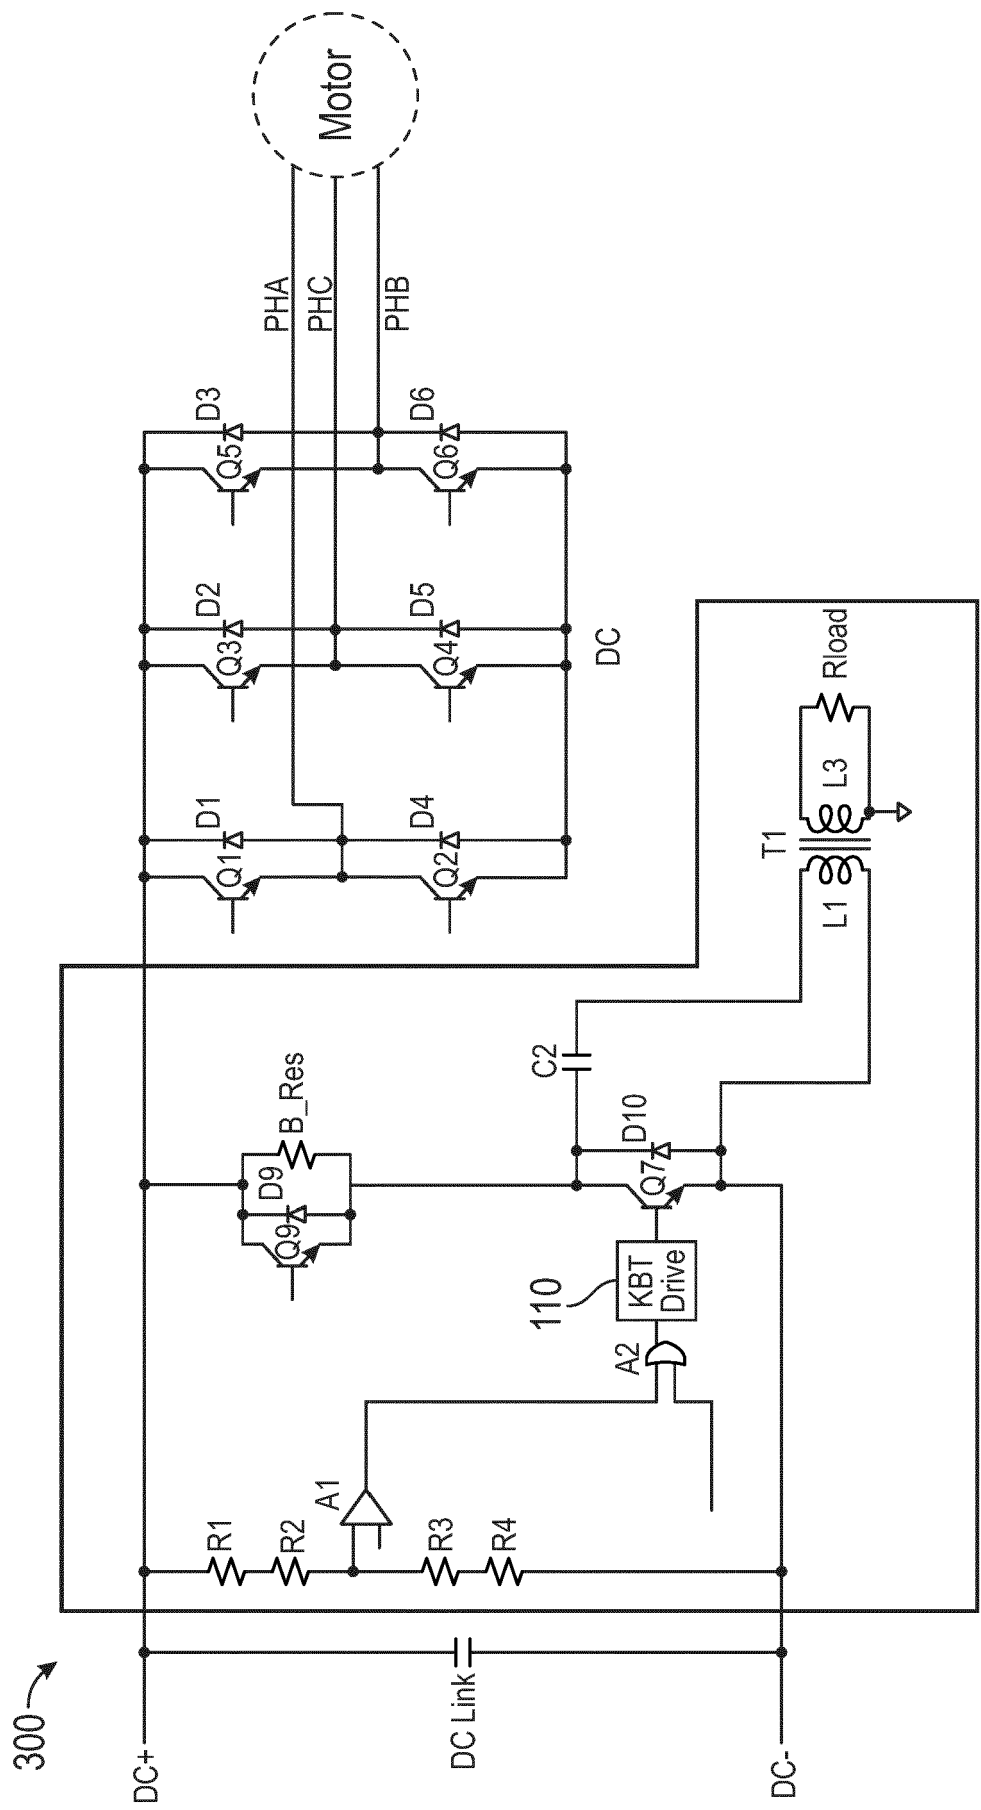 300
DC+
DC Link
DC-
R1
R2
R3
R4
A1
A2
110
KBT
Drive
Q9
D9
B_Res
Q7
D10
C2
L1
T1
L3
Rload
Q1
D1
Q2
D4
Q3
D2
Q4
D5
DC
Q5
D3
Q6
D6
PHA
PHC
PHB
Motor